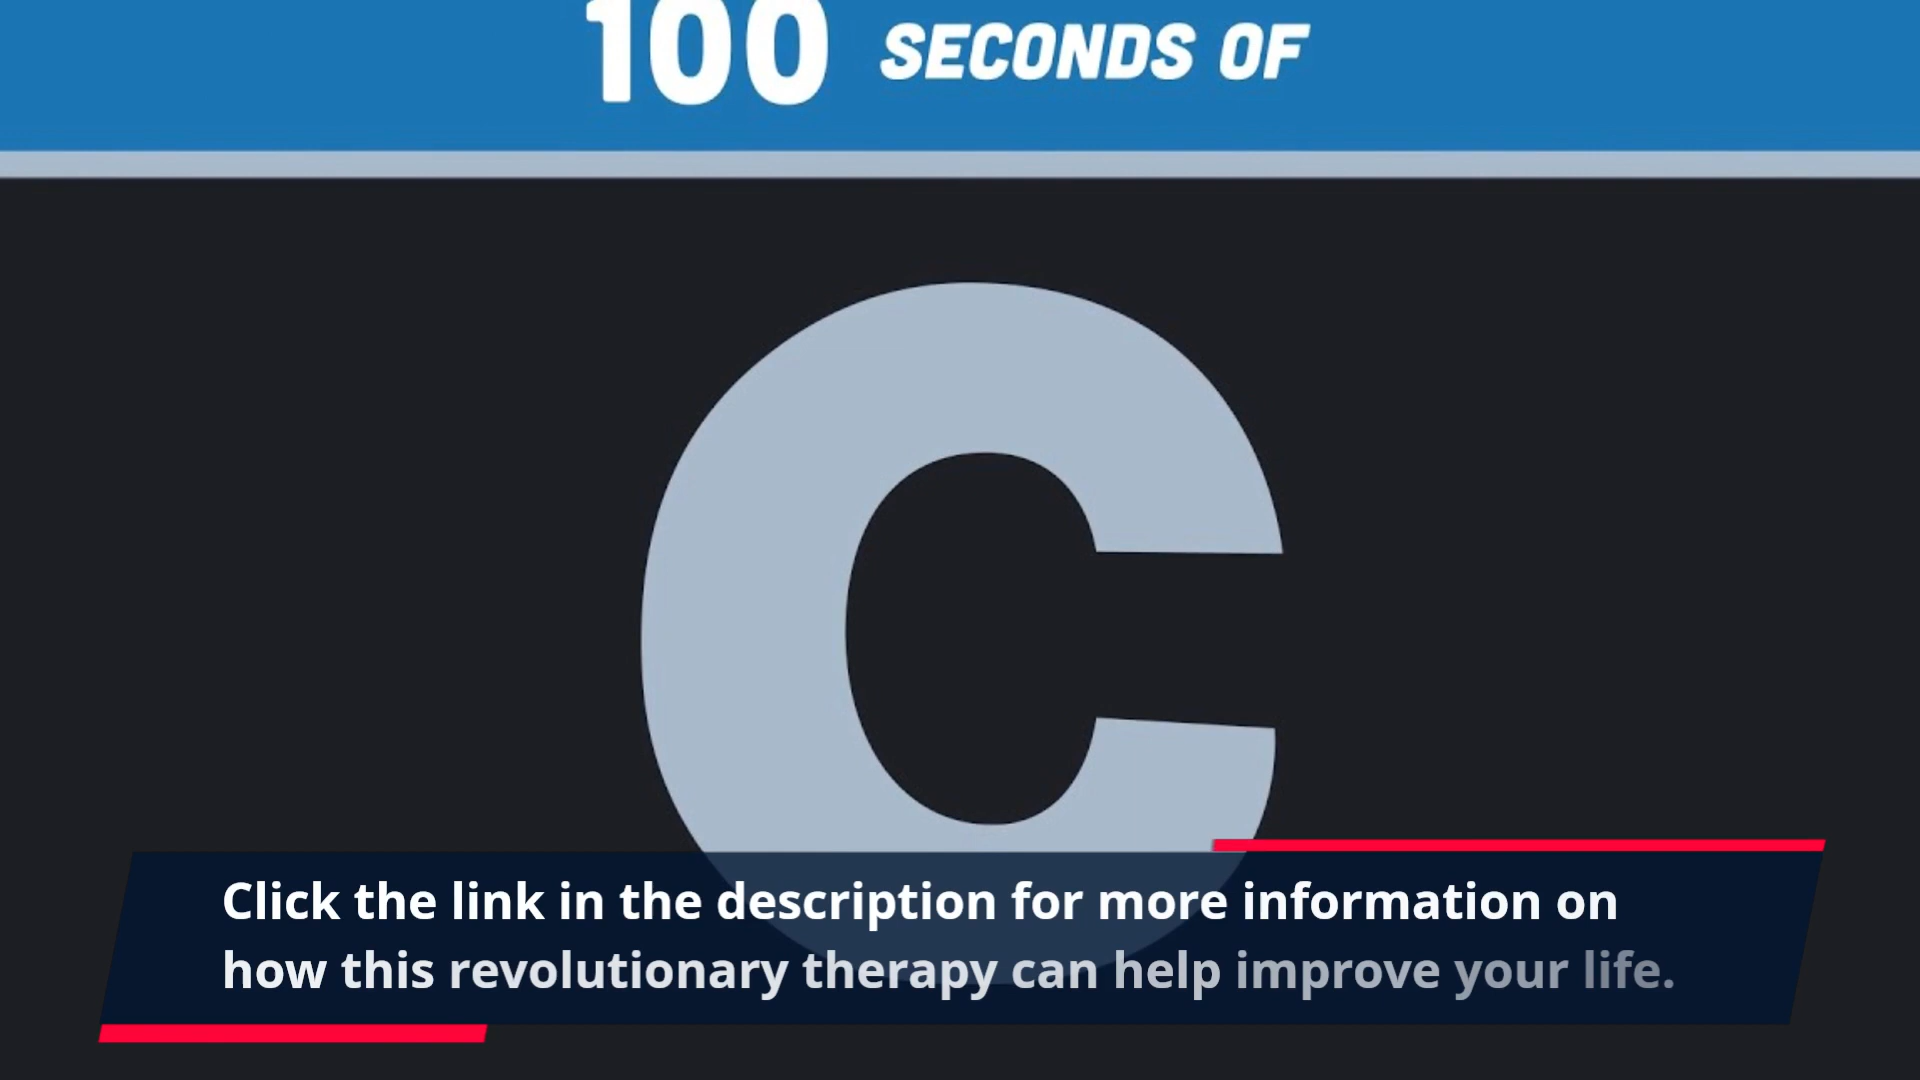 100 SECONDS OF
C
Click the link in the description for more information on
how this revolutionary therapy can help improve your life.